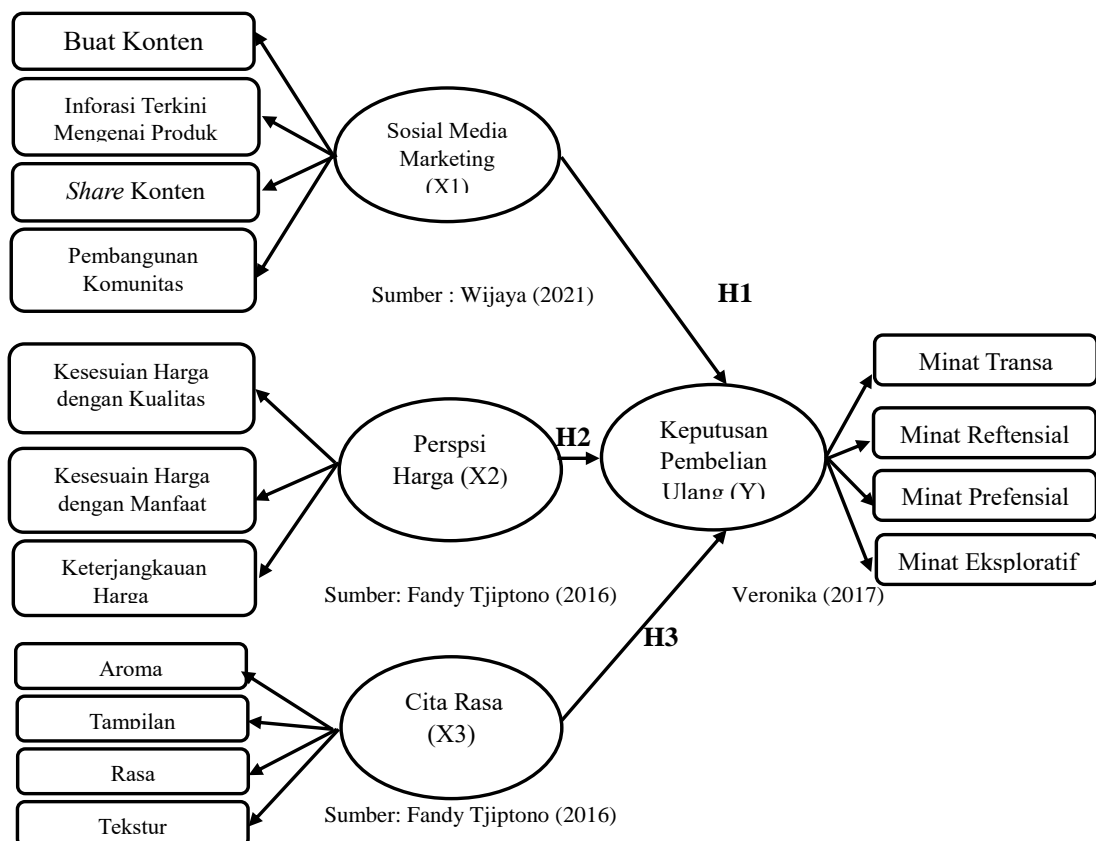 Buat Konten
Inforasi Terkini
Mengenai Produk
Share Konten
Pembangunan
Komunitas
Sosial Media
Marketing
(X1)
Sumber : Wijaya (2021)
H1
Kesesuian Harga
dengan Kualitas
Kesesuain Harga
dengan Manfaat
Keterjangkauan
Harga
Perspsi
Harga (X2)
H2
Sumber: Fandy Tjiptono (2016)
Keputusan
Pembelian
Ulang (Y)
Minat Transa
Minat Reftensial
Minat Prefensial
Minat Eksploratif
Veronika (2017)
H3
Aroma
Tampilan
Rasa
Tekstur
Cita Rasa
(X3)
Sumber: Fandy Tjiptono (2016)